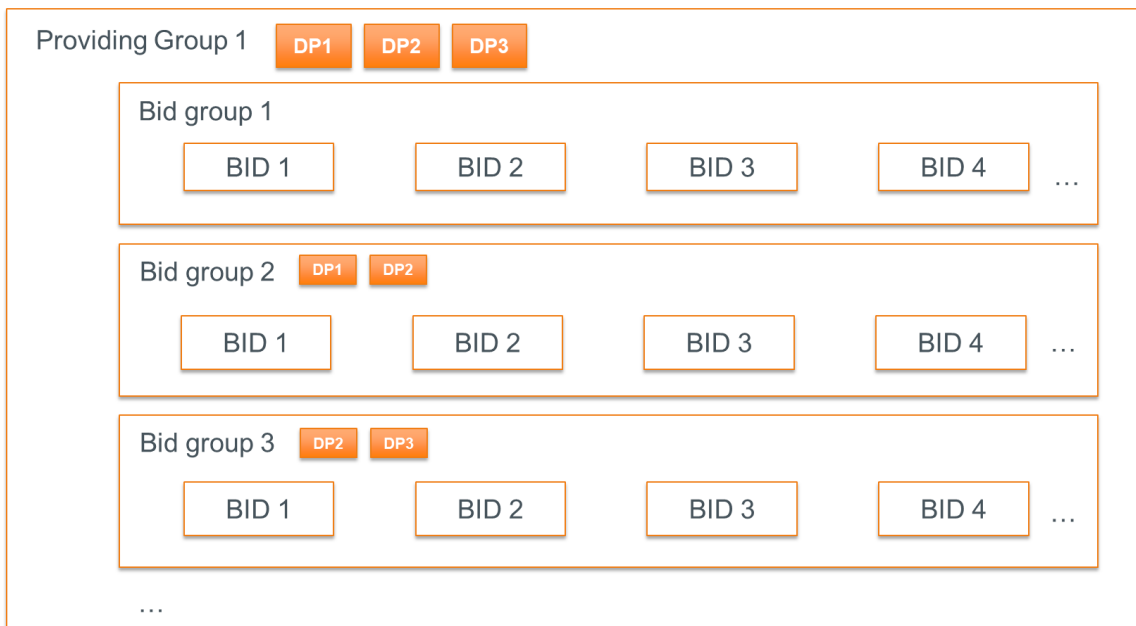 Providing Group 1 DP1 DP2 DP3
Bid group 1
BID 1 BID 2 BID 3 BID 4 ...
Bid group 2 DP1 DP2
BID 1 BID 2 BID 3 BID 4 ...
Bid group 3 DP2 DP3
BID 1 BID 2 BID 3 BID 4 ...
...